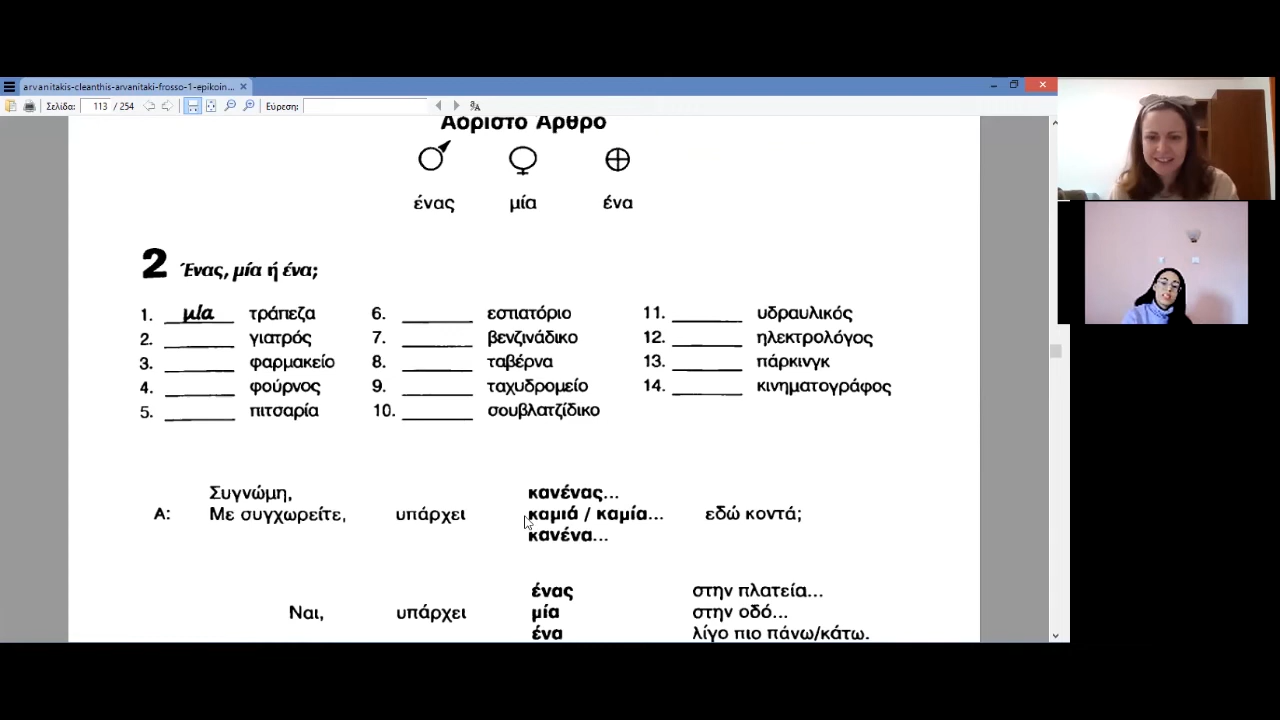 arvanitakis-cleanthis-arvanitaki-frosso-1-epikoin...
Σελίδα: 113 / 254 Εύρεση:
Αόριστο Άρθρο
ένας μία ένα
2 Ένας, μία ή ένα;
1. μία τράπεζα
2. γιατρός
3. φαρμακείο
4. φούρνος
5. πιτσαρία
6. εστιατόριο
7. βενζινάδικο
8. ταβέρνα
9. ταχυδρομείο
10. σουβλατζίδικο
11. υδραυλικός
12. ηλεκτρολόγος
13. πάρκινγκ
14. κινηματογράφος
Συγνώμη, κανένας...
Α: Με συγχωρείτε, υπάρχει καμιά / καμία... εδώ κοντά;
κανένα...
ένας στην πλατεία...
Ναι, υπάρχει μία στην οδό...
ένα λίγο πιο πάνω/κάτω.